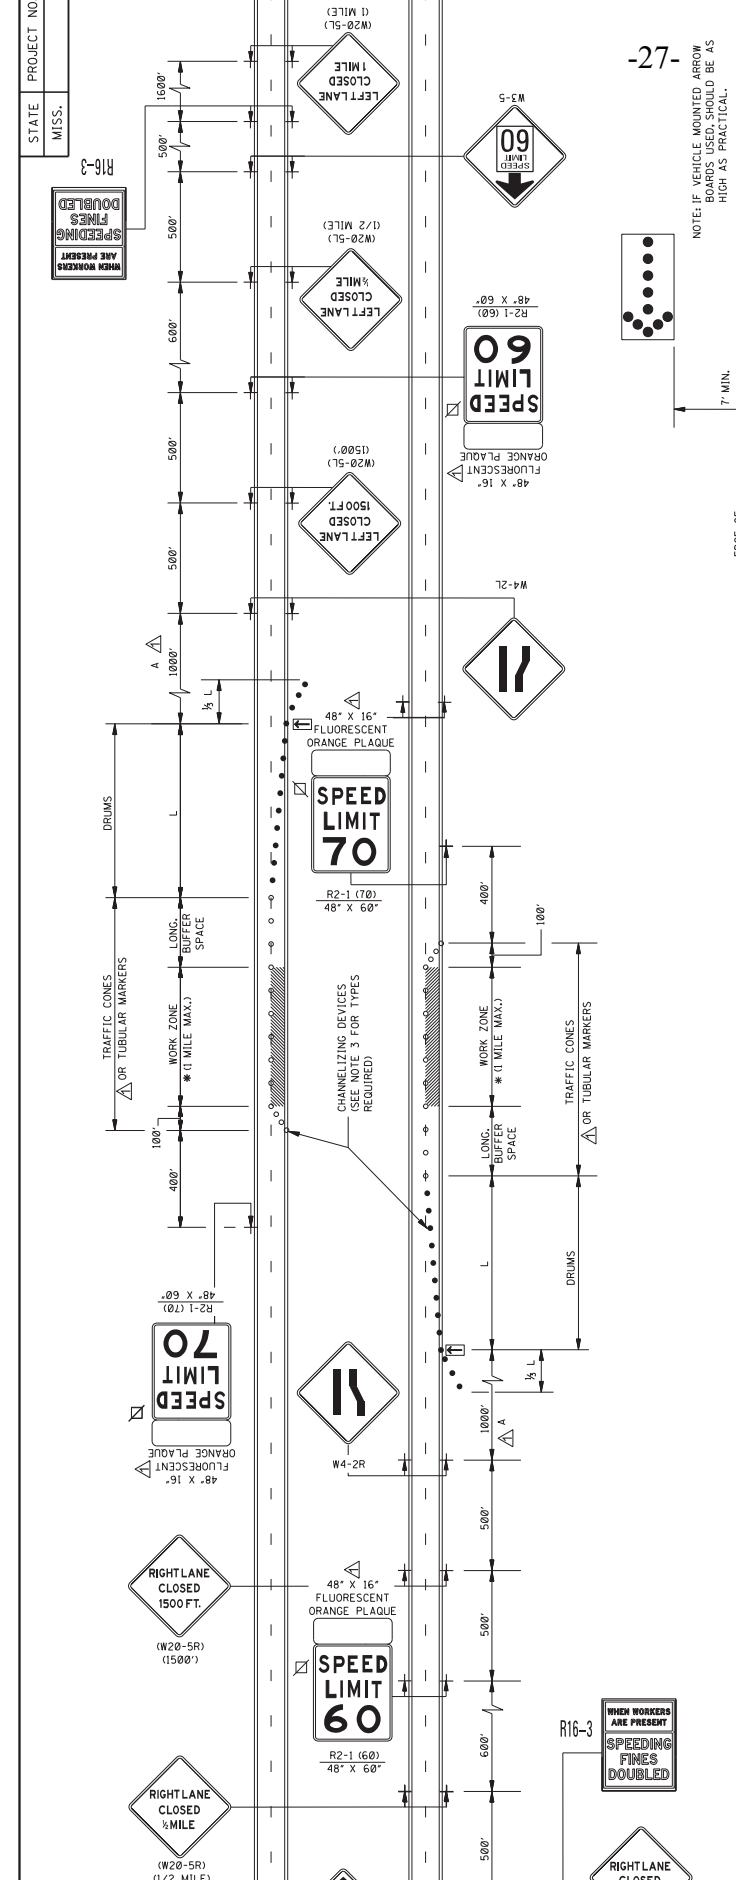 STATE
PROJECT NO.
MISS.
(1 MILE)
(W20-5L)
LEFT LANE
CLOSED
1 MILE
-27-
NOTE: IF VEHICLE MOUNTED ARROW
BOARDS USED, SHOULD BE AS
HIGH AS PRACTICAL.
1600'
500'
W3-5
SPEED
LIMIT
60
R16-3
WHEN WORKERS
ARE PRESENT
SPEEDING
FINES
DOUBLED
500'
(1/2 MILE)
(W20-5L)
LEFT LANE
CLOSED
½ MILE
600'
48" X 60"
R2-1 (60)
SPEED
LIMIT
60
48" X 16"
FLUORESCENT
ORANGE PLAQUE
1
7' MIN.
500'
(1500')
(W20-5L)
LEFT LANE
CLOSED
1500 FT.
500'
W4-2L
A
1
1000'
⅓ L
1
48" X 16"
FLUORESCENT
ORANGE PLAQUE
SPEED
LIMIT
70
R2-1 (70)
48" X 60"
DRUMS
L
400'
100'
LONG.
BUFFER
SPACE
TRAFFIC CONES
1 OR TUBULAR MARKERS
WORK ZONE
* (1 MILE MAX.)
CHANNELIZING DEVICES
(SEE NOTE 3 FOR TYPES
REQUIRED)
WORK ZONE
* (1 MILE MAX.)
TRAFFIC CONES
1 OR TUBULAR MARKERS
100'
400'
LONG.
BUFFER
SPACE
L
DRUMS
48" X 60"
R2-1 (70)
SPEED
LIMIT
70
48" X 16"
FLUORESCENT
ORANGE PLAQUE
1
⅓ L
1000'
A
1
W4-2R
500'
RIGHT LANE
CLOSED
1500 FT.
(W20-5R)
(1500')
1
48" X 16"
FLUORESCENT
ORANGE PLAQUE
SPEED
LIMIT
60
R2-1 (60)
48" X 60"
500'
600'
R16-3
WHEN WORKERS
ARE PRESENT
SPEEDING
FINES
DOUBLED
RIGHT LANE
CLOSED
½ MILE
(W20-5R)
(1/2 MILE)
500'
RIGHT LANE
CLOSED